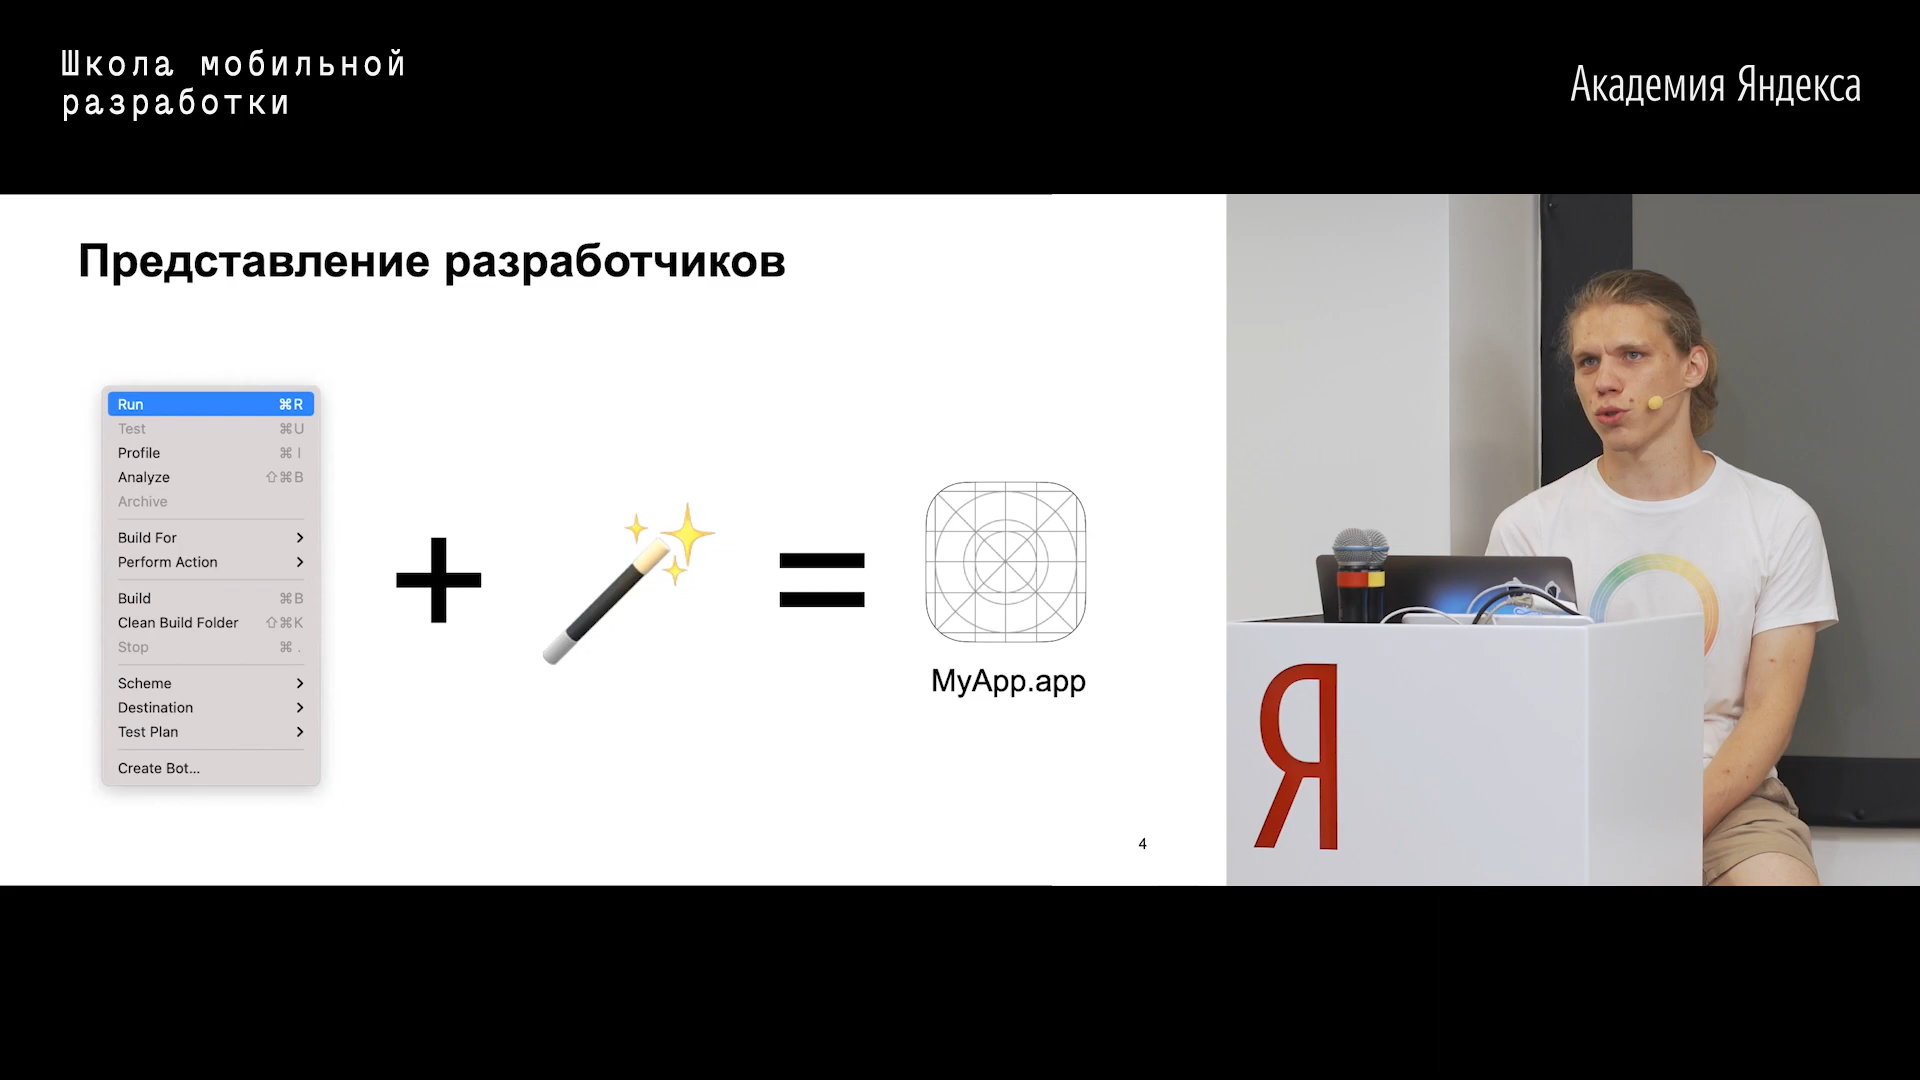 Школа мобильной
разработки
Академия Яндекса
Представление разработчиков
Run ⌘R
Test ⌘U
Profile ⌘I
Analyze ⇧⌘B
Archive
Build For
Perform Action
Build ⌘B
Clean Build Folder ⇧⌘K
Stop ⌘.
Scheme
Destination
Test Plan
Create Bot...
+
=
MyApp.app
4
Я